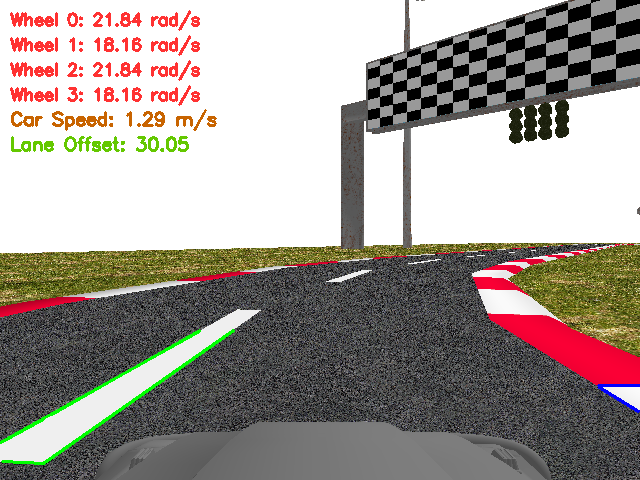 Wheel 0: 21.84 rad/s
Wheel 1: 18.16 rad/s
Wheel 2: 21.84 rad/s
Wheel 3: 18.16 rad/s
Car Speed: 1.29 m/s
Lane Offset: 30.05